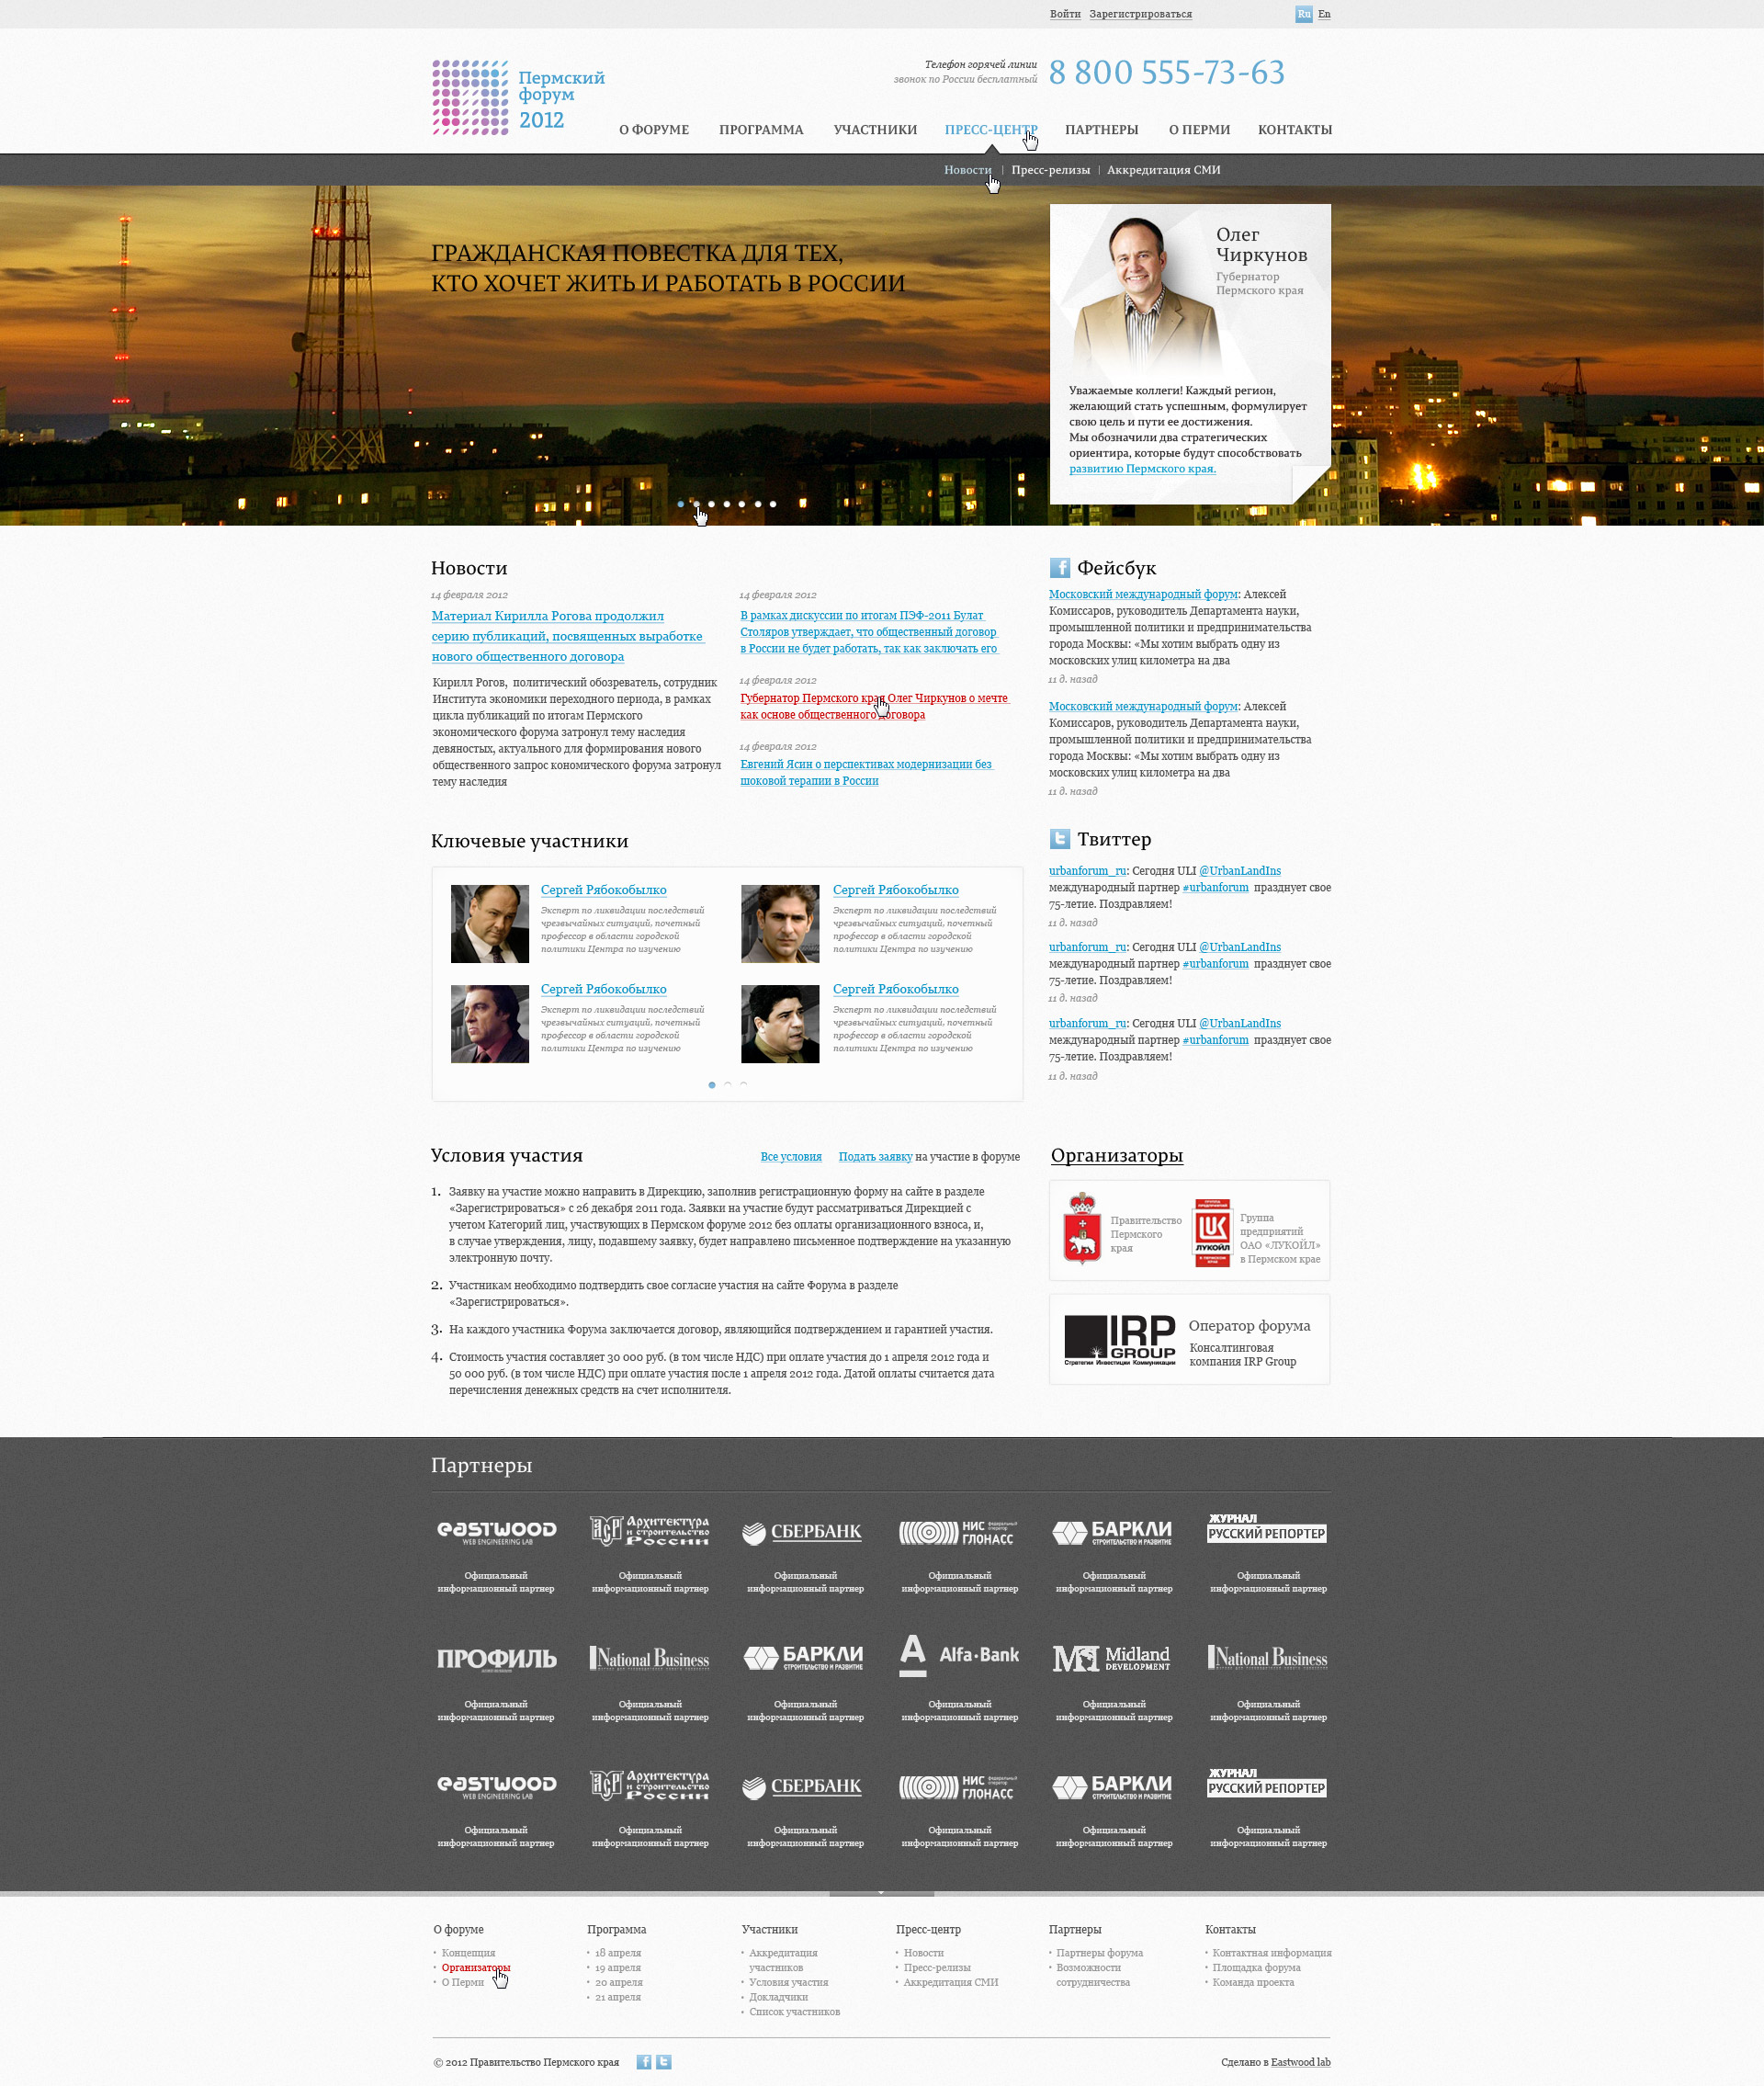 Войти Зарегистрироваться Ru En
Пермский
форум
2012
Телефон горячей линии
звонок по России бесплатный
8 800 555-73-63
О ФОРУМЕ ПРОГРАММА УЧАСТНИКИ ПРЕСС-ЦЕНТР ПАРТНЕРЫ О ПЕРМИ КОНТАКТЫ
Новости | Пресс-релизы | Аккредитация СМИ
ГРАЖДАНСКАЯ ПОВЕСТКА ДЛЯ ТЕХ,
КТО ХОЧЕТ ЖИТЬ И РАБОТАТЬ В РОССИИ
Олег
Чиркунов
Губернатор
Пермского края
Уважаемые коллеги! Каждый регион,
желающий стать успешным, формулирует
свою цель и пути ее достижения.
Мы обозначили два стратегических
ориентира, которые будут способствовать
развитию Пермского края.
Новости
14 февраля 2012
Материал Кирилла Рогова продолжил
серию публикаций, посвященных выработке
нового общественного договора
Кирилл Рогов, политический обозреватель, сотрудник
Института экономики переходного периода, в рамках
цикла публикаций по итогам Пермского
экономического форума затронул тему наследия
девяностых, актуального для формирования нового
общественного запрос кономического форума затронул
тему наследия
14 февраля 2012
В рамках дискуссии по итогам ПЭФ-2011 Булат
Столяров утверждает, что общественный договор
в России не будет работать, так как заключать его
14 февраля 2012
Губернатор Пермского края Олег Чиркунов о мечте
как основе общественного договора
14 февраля 2012
Евгений Ясин о перспективах модернизации без
шоковой терапии в России
Фейсбук
Московский международный форум: Алексей
Комиссаров, руководитель Департамента науки,
промышленной политики и предпринимательства
города Москвы: «Мы хотим выбрать одну из
московских улиц километра на два
11 д. назад
Московский международный форум: Алексей
Комиссаров, руководитель Департамента науки,
промышленной политики и предпринимательства
города Москвы: «Мы хотим выбрать одну из
московских улиц километра на два
11 д. назад
Ключевые участники
Сергей Рябокобылко
Эксперт по ликвидации последствий
чрезвычайных ситуаций, почетный
профессор в области городской
политики Центра по изучению
Сергей Рябокобылко
Эксперт по ликвидации последствий
чрезвычайных ситуаций, почетный
профессор в области городской
политики Центра по изучению
Сергей Рябокобылко
Эксперт по ликвидации последствий
чрезвычайных ситуаций, почетный
профессор в области городской
политики Центра по изучению
Сергей Рябокобылко
Эксперт по ликвидации последствий
чрезвычайных ситуаций, почетный
профессор в области городской
политики Центра по изучению
Твиттер
urbanforum_ru: Сегодня ULI @UrbanLandIns
международный партнер #urbanforum празднует свое
75-летие. Поздравляем!
11 д. назад
urbanforum_ru: Сегодня ULI @UrbanLandIns
международный партнер #urbanforum празднует свое
75-летие. Поздравляем!
11 д. назад
urbanforum_ru: Сегодня ULI @UrbanLandIns
международный партнер #urbanforum празднует свое
75-летие. Поздравляем!
11 д. назад
Условия участия
Все условия Подать заявку на участие в форуме
1. Заявку на участие можно направить в Дирекцию, заполнив регистрационную форму на сайте в разделе
«Зарегистрироваться» с 26 декабря 2011 года. Заявки на участие будут рассматриваться Дирекцией с
учетом Категорий лиц, участвующих в Пермском форуме 2012 без оплаты организационного взноса, и,
в случае утверждения, лицу, подавшему заявку, будет направлено письменное подтверждение на указанную
электронную почту.
2. Участникам необходимо подтвердить свое согласие участия на сайте Форума в разделе
«Зарегистрироваться».
3. На каждого участника Форума заключается договор, являющийся подтверждением и гарантией участия.
4. Стоимость участия составляет 30 000 руб. (в том числе НДС) при оплате участия до 1 апреля 2012 года и
50 000 руб. (в том числе НДС) при оплате участия после 1 апреля 2012 года. Датой оплаты считается дата
перечисления денежных средств на счет исполнителя.
Организаторы
Правительство
Пермского
края
ЛУКОЙЛ
Группа
предприятий
ОАО «ЛУКОЙЛ»
в Пермском крае
IRP
GROUP
Стратегии Инвестиции Коммуникации
Оператор форума
Консалтинговая
компания IRP Group
Партнеры
eastwood
WEB ENGINEERING LAB
АСР Архитектура
и строительство
России
СБЕРБАНК
НИС
ГЛОНАСС
федеральный
оператор
БАРКЛИ
СТРОИТЕЛЬСТВО И РАЗВИТИЕ
ЖУРНАЛ
РУССКИЙ РЕПОРТЕР
Официальный Официальный Официальный Официальный Официальный Официальный
информационный партнер информационный партнер информационный партнер информационный партнер информационный партнер информационный партнер
ПРОФИЛЬ
National Business
БАРКЛИ
СТРОИТЕЛЬСТВО И РАЗВИТИЕ
А Alfa·Bank
Midland
DEVELOPMENT
National Business
Официальный Официальный Официальный Официальный Официальный Официальный
информационный партнер информационный партнер информационный партнер информационный партнер информационный партнер информационный партнер
eastwood
WEB ENGINEERING LAB
АСР Архитектура
и строительство
России
СБЕРБАНК
НИС
ГЛОНАСС
федеральный
оператор
БАРКЛИ
СТРОИТЕЛЬСТВО И РАЗВИТИЕ
ЖУРНАЛ
РУССКИЙ РЕПОРТЕР
Официальный Официальный Официальный Официальный Официальный Официальный
информационный партнер информационный партнер информационный партнер информационный партнер информационный партнер информационный партнер
О форуме
Концепция
Организаторы
О Перми
Программа
18 апреля
19 апреля
20 апреля
21 апреля
Участники
Аккредитация
участников
Условия участия
Докладчики
Список участников
Пресс-центр
Новости
Пресс-релизы
Аккредитация СМИ
Партнеры
Партнеры форума
Возможности
сотрудничества
Контакты
Контактная информация
Площадка форума
Команда проекта
© 2012 Правительство Пермского края
Сделано в Eastwood lab